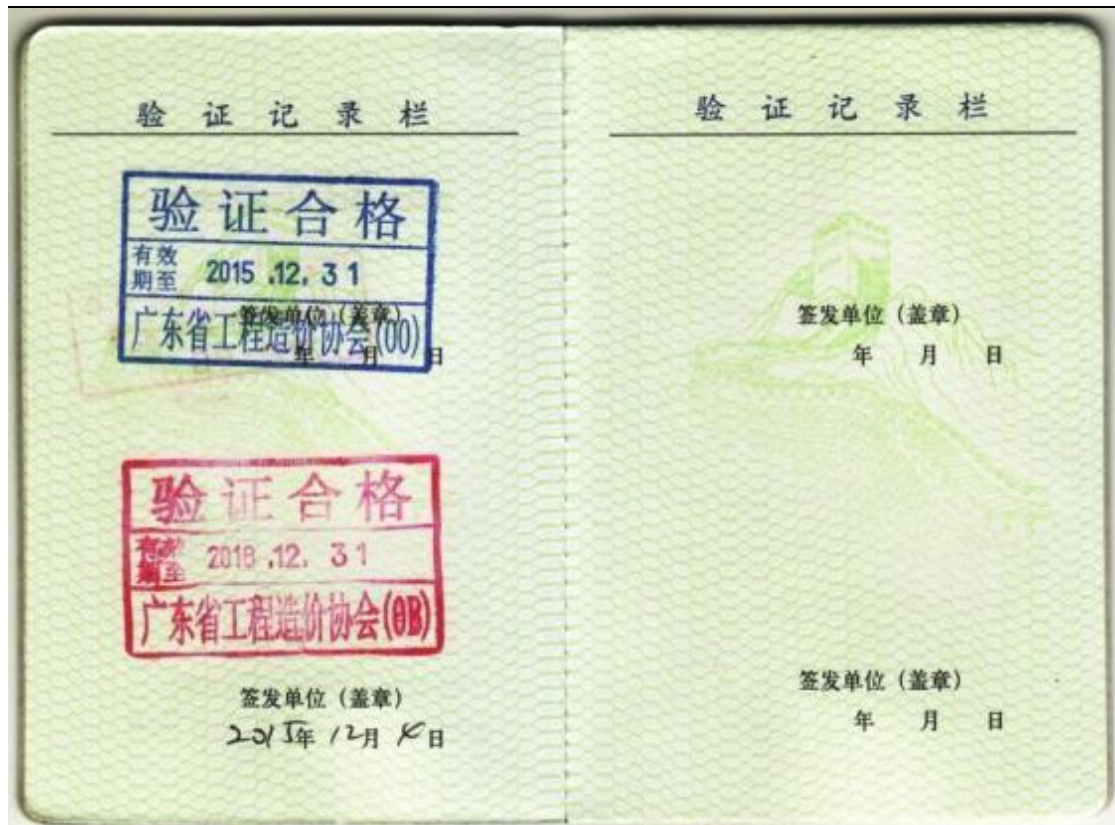 验证记录栏
验证合格
有效
期至 2015.12.31
签发单位(盖章)
广东省工程造价协会(00)
年 月 日
验证合格
有效
期至 2018.12.31
广东省工程造价协会(0B)
签发单位(盖章)
2015年12月4日
验证记录栏
签发单位(盖章)
年 月 日
签发单位(盖章)
年 月 日